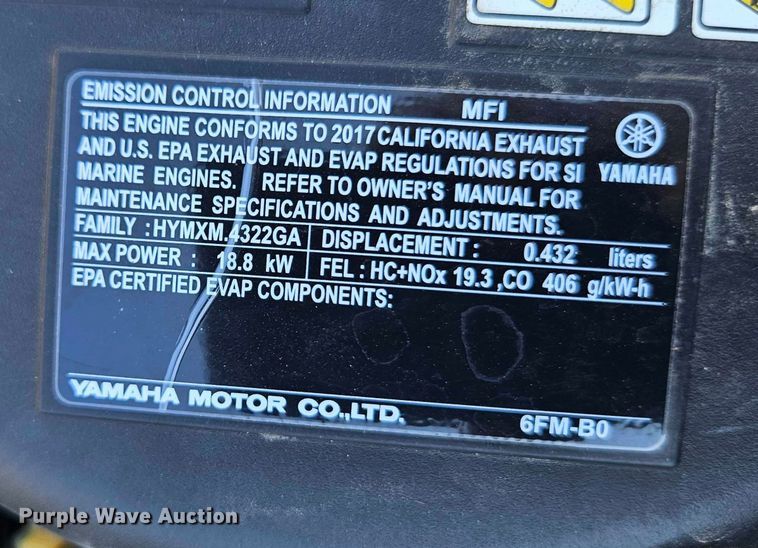 EMISSION CONTROL INFORMATION MFI
THIS ENGINE CONFORMS TO 2017 CALIFORNIA EXHAUST
AND U.S. EPA EXHAUST AND EVAP REGULATIONS FOR SI
MARINE ENGINES. REFER TO OWNER'S MANUAL FOR
MAINTENANCE SPECIFICATIONS AND ADJUSTMENTS.
YAMAHA
FAMILY : HYMXM.4322GA DISPLACEMENT : 0.432 liters
MAX POWER : 18.8 kW FEL : HC+NOx 19.3 ,CO 406 g/kW-h
EPA CERTIFIED EVAP COMPONENTS:
YAMAHA MOTOR CO.,LTD. 6FM-B0
Purple Wave Auction